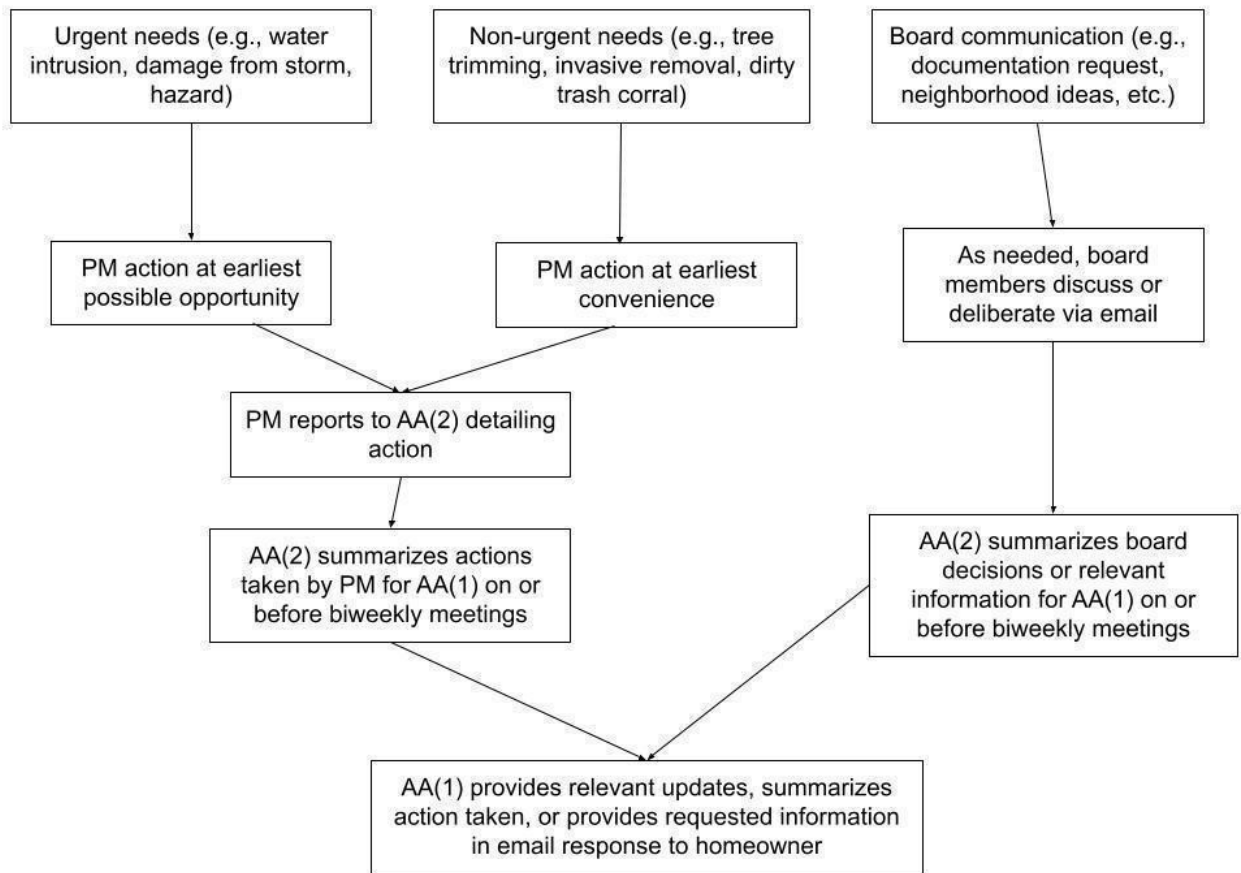 Urgent needs (e.g., water
intrusion, damage from storm,
hazard)
Non-urgent needs (e.g., tree
trimming, invasive removal, dirty
trash corral)
Board communication (e.g.,
documentation request,
neighborhood ideas, etc.)
PM action at earliest
possible opportunity
PM action at earliest
convenience
As needed, board
members discuss or
deliberate via email
PM reports to AA(2) detailing
action
AA(2) summarizes actions
taken by PM for AA(1) on or
before biweekly meetings
AA(2) summarizes board
decisions or relevant
information for AA(1) on or
before biweekly meetings
AA(1) provides relevant updates, summarizes
action taken, or provides requested information
in email response to homeowner